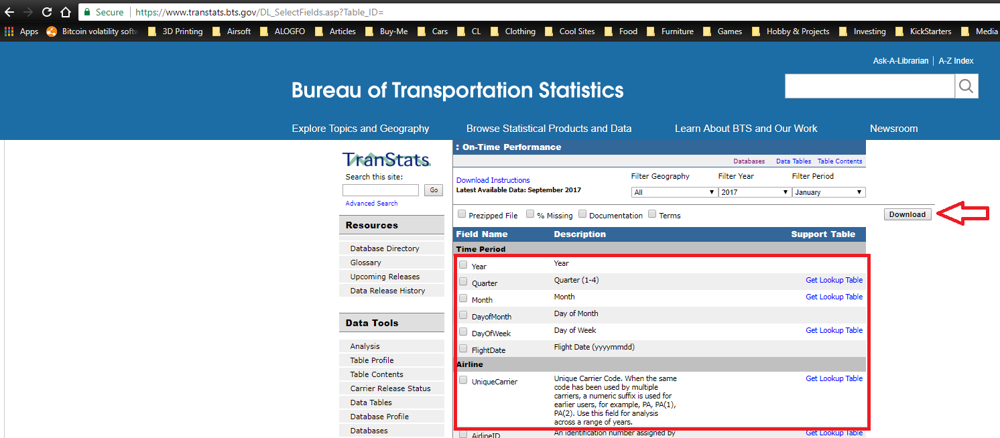 Secure | https://www.transtats.bts.gov/DL_SelectFields.asp?Table_ID=
Apps Bitcoin volatility softw 3D Printing Airsoft ALOGFO Articles Buy-Me Cars CL Clothing Cool Sites Food Furniture Games Hobby & Projects Investing KickStarters Media
Ask-A-Librarian | A-Z Index
Bureau of Transportation Statistics
Explore Topics and Geography Browse Statistical Products and Data Learn About BTS and Our Work Newsroom
TranStats
Search this site:
Go
Advanced Search
Resources
Database Directory
Glossary
Upcoming Releases
Data Release History
Data Tools
Analysis
Table Profile
Table Contents
Carrier Release Status
Data Tables
Database Profile
Databases
: On-Time Performance
Databases Data Tables Table Contents
Download Instructions
Latest Available Data: September 2017
Filter Geography Filter Year Filter Period
All 2017 January
Prezipped File % Missing Documentation Terms
Download
Field Name Description Support Table
Time Period
Year Year
Quarter Quarter (1-4) Get Lookup Table
Month Month Get Lookup Table
DayofMonth Day of Month
DayOfWeek Day of Week Get Lookup Table
FlightDate Flight Date (yyyymmdd)
Airline
UniqueCarrier Unique Carrier Code. When the same Get Lookup Table
code has been used by multiple
carriers, a numeric suffix is used for
earlier users, for example, PA, PA(1),
PA(2). Use this field for analysis
across a range of years.
AirlineID An identification number assigned by Get Lookup Table